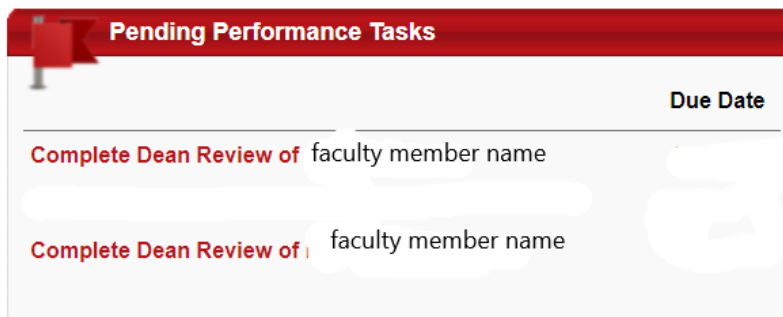 Pending Performance Tasks
Due Date
Complete Dean Review of faculty member name
Complete Dean Review of faculty member name